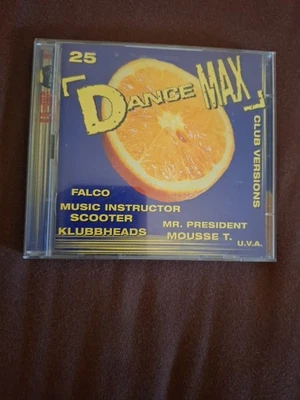 25
DANCE MAX
CLUB VERSIONS
FALCO
MUSIC INSTRUCTOR
SCOOTER
KLUBBHEADS
MR. PRESIDENT
MOUSSE T.
U.V.A.